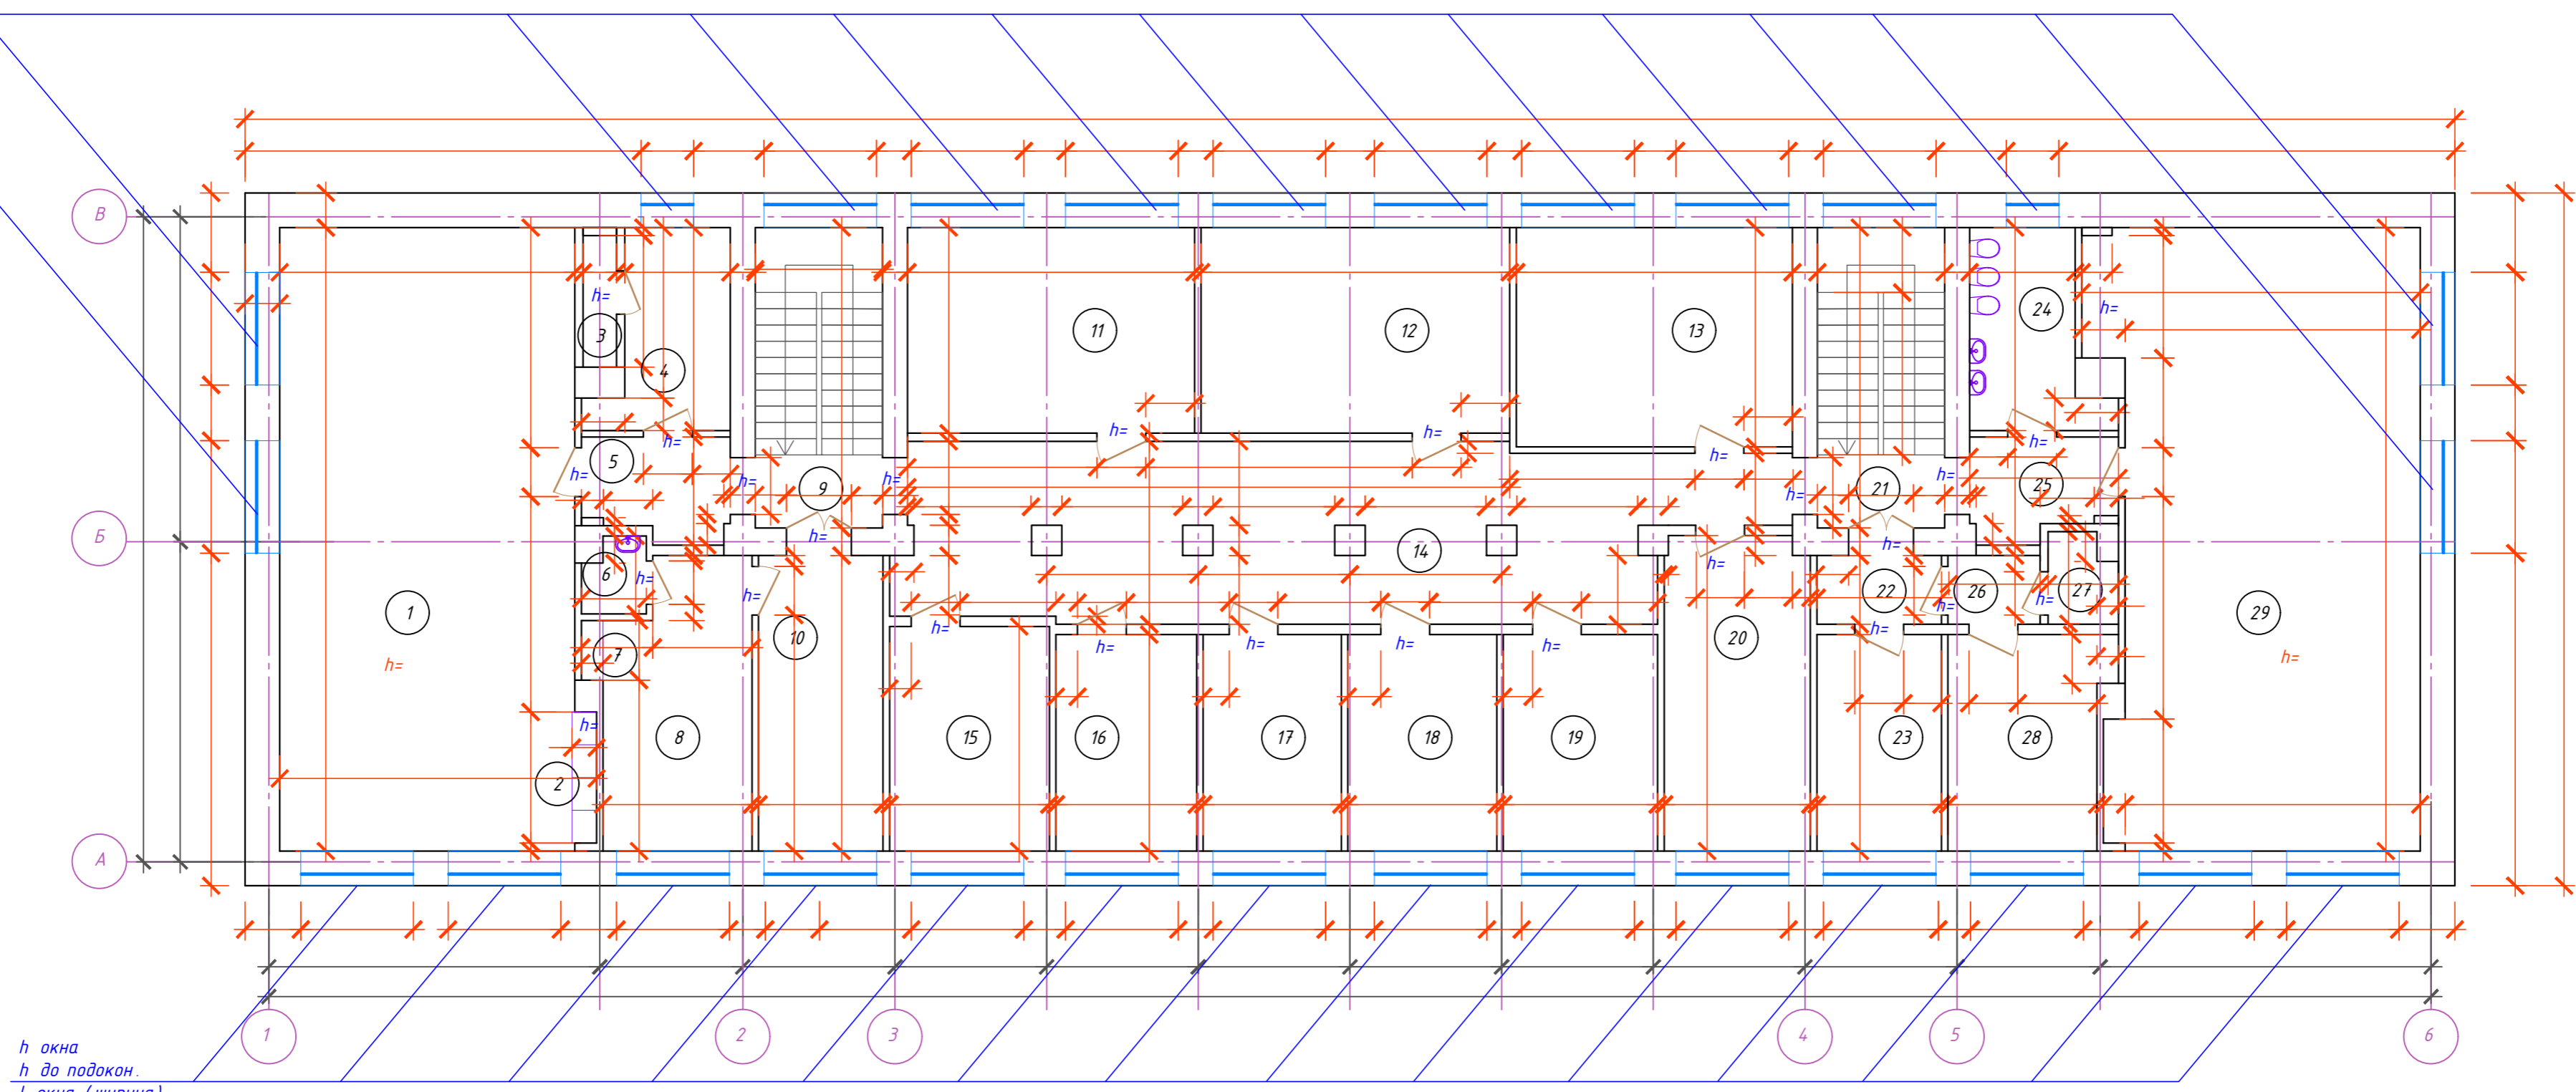 В
h=
h=
3
11
12
13
24
4
h=
h=
h=
h=
h=
5
h=
h=
9
h=
h=
21
h=
25
h=
Б
h=
14
h=
h=
6
h=
1
h=
10
22
h=
26
h=
27
29
h=
h=
h=
h=
h=
h=
h=
20
h=
7
h=
h=
8
15
16
17
18
19
23
28
2
А
1
2
3
4
5
6
h окна
h до подокон.